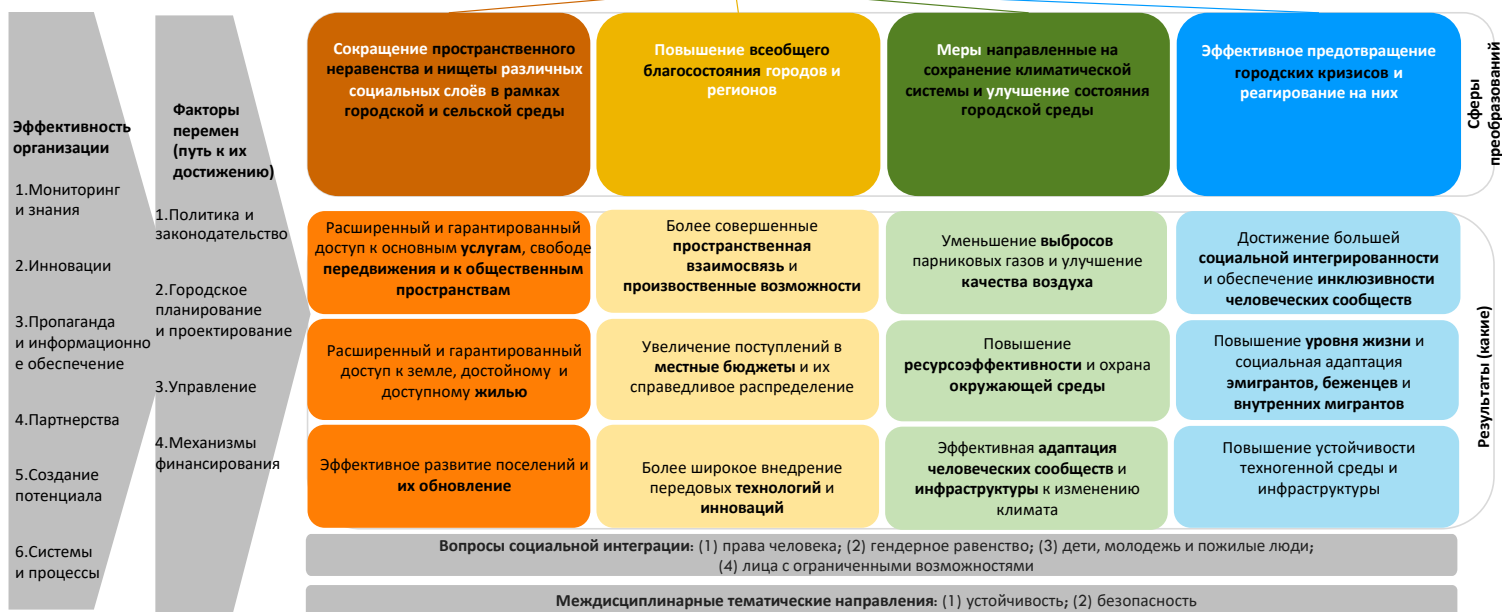 Эффективность
организации
1.Мониторинг
и знания
2.Инновации
3.Пропаганда
и информационно
е обеспечение
4.Партнерства
5.Создание
потенциала
6.Системы
и процессы
Факторы
перемен
(путь к их
достижению)
1.Политика и
законодательство
2.Городское
планирование
и проектирование
3.Управление
4.Механизмы
финансирования
Сокращение пространственного
неравенства и нищеты различных
социальных слоёв в рамках
городской и сельской среды
Повышение всеобщего
благосостояния городов и
регионов
Меры направленные на
сохранение климатической
системы и улучшение состояния
городской среды
Эффективное предотвращение
городских кризисов и
реагирование на них
Сферы
преобразований
Расширенный и гарантированный
доступ к основным услугам, свободе
передвижения и к общественным
пространствам
Более совершенные
пространственная
взаимосвязь и
произвоственные возможности
Уменьшение выбросов
парниковых газов и улучшение
качества воздуха
Достижение большей
социальной интегрированности
и обеспечение инклюзивности
человеческих сообществ
Расширенный и гарантированный
доступ к земле, достойному и
доступному жилью
Увеличение поступлений в
местные бюджеты и их
справедливое распределение
Повышение
ресурсоэффективности и охрана
окружающей среды
Повышение уровня жизни и
социальная адаптация
эмигрантов, беженцев и
внутренних мигрантов
Эффективное развитие поселений и
их обновление
Более широкое внедрение
передовых технологий и
инноваций
Эффективная адаптация
человеческих сообществ и
инфраструктуры к изменению
климата
Повышение устойчивости
техногенной среды и
инфраструктуры
Результаты (какие)
Вопросы социальной интеграции: (1) права человека; (2) гендерное равенство; (3) дети, молодежь и пожилые люди;
(4) лица с ограниченными возможностями
Междисциплинарные тематические направления: (1) устойчивость; (2) безопасность